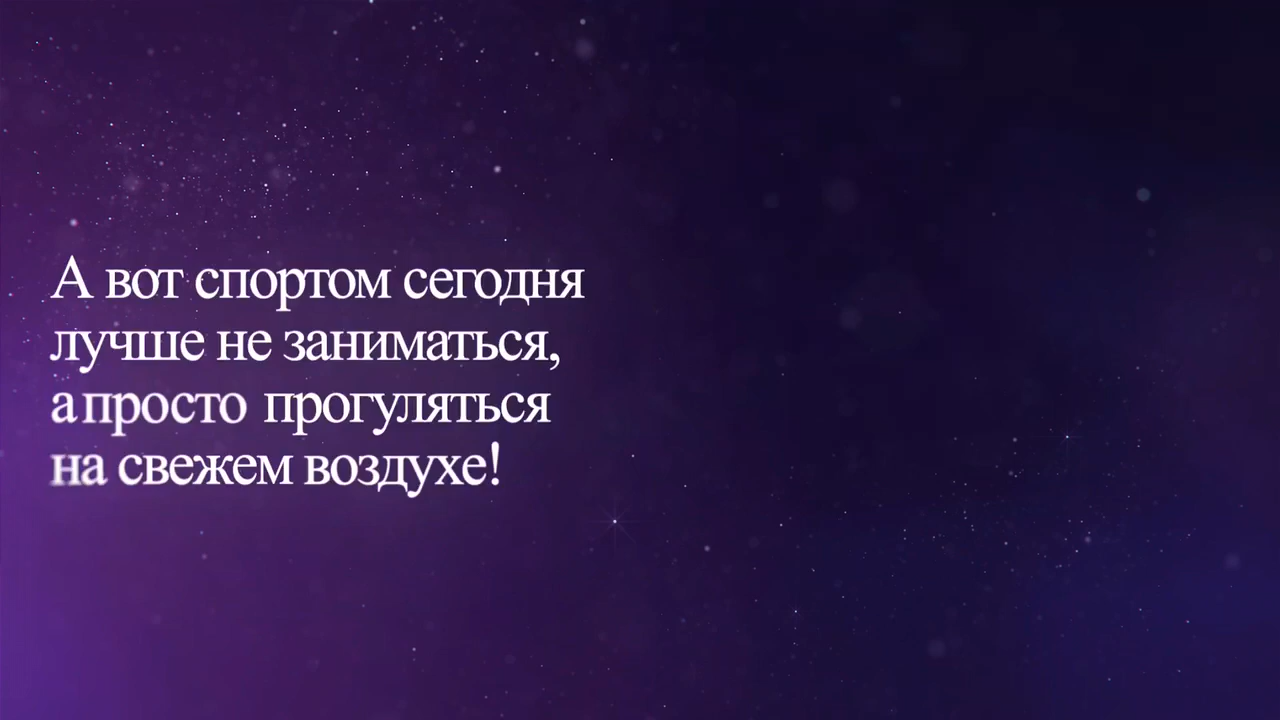 А вот спортом сегодня
лучше не заниматься,
а просто прогуляться
на свежем воздухе!